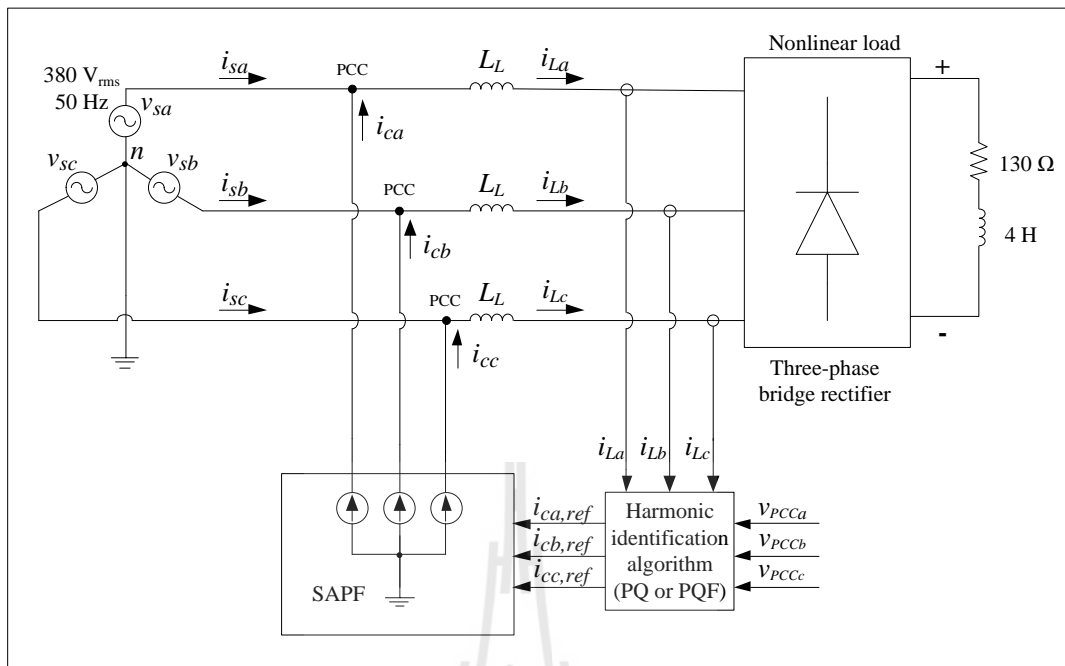 Nonlinear load
380 Vrms
50 Hz
isa
PCC
LL
iLa
+
vsa
ica
n
vsc
vsb
isb
PCC
LL
iLb
130 Ω
4 H
icb
isc
PCC
LL
iLc
-
icc
Three-phase
bridge rectifier
iLa
iLb
iLc
ica,ref
icb,ref
icc,ref
Harmonic
identification
algorithm
(PQ or PQF)
vPCCa
vPCCb
vPCCc
SAPF